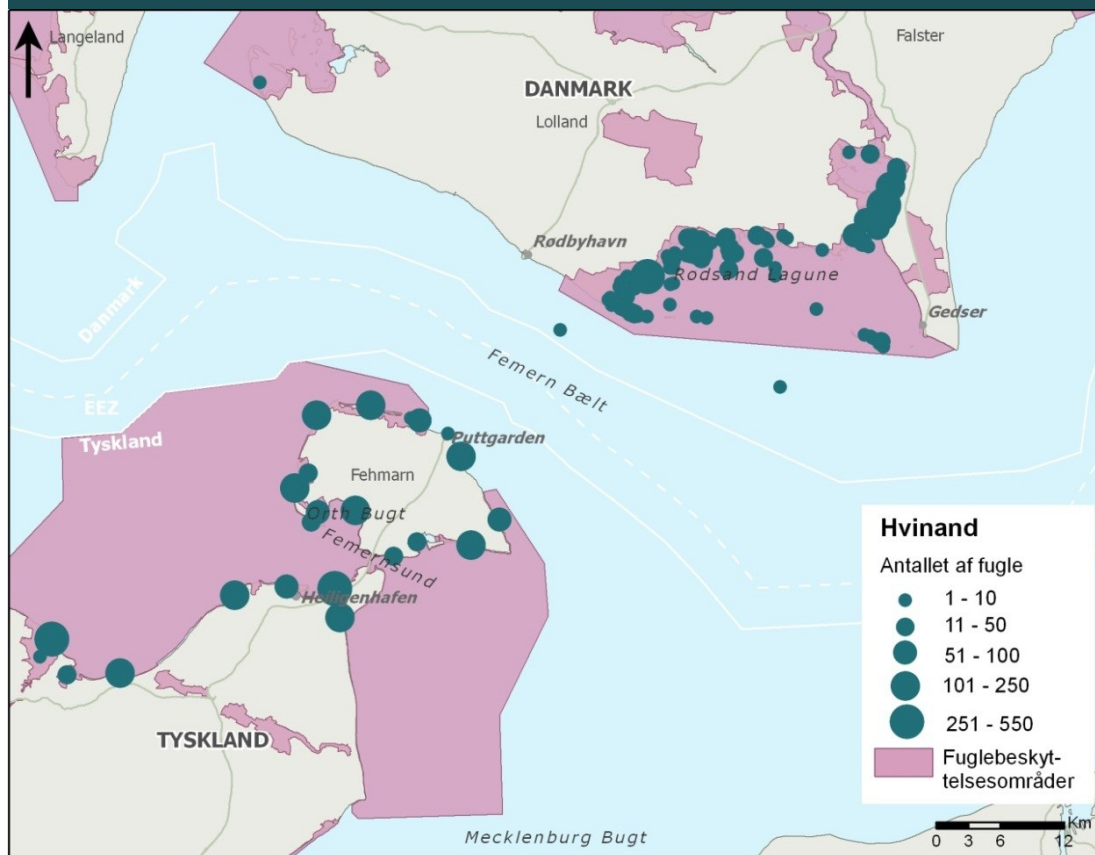 Langeland
Falster
DANMARK
Lolland
Rødbyhavn
Rodsand Lagune
Gedser
Danmark
Femern Bælt
EEZ
Tyskland
Puttgarden
Fehmarn
Orth Bugt
Femernsund
Heiligenhafen
TYSKLAND
Mecklenburg Bugt
Hvinand
Antallet af fugle
1 - 10
11 - 50
51 - 100
101 - 250
251 - 550
Fuglebeskyt-
telsesområder
Km
0 3 6 12